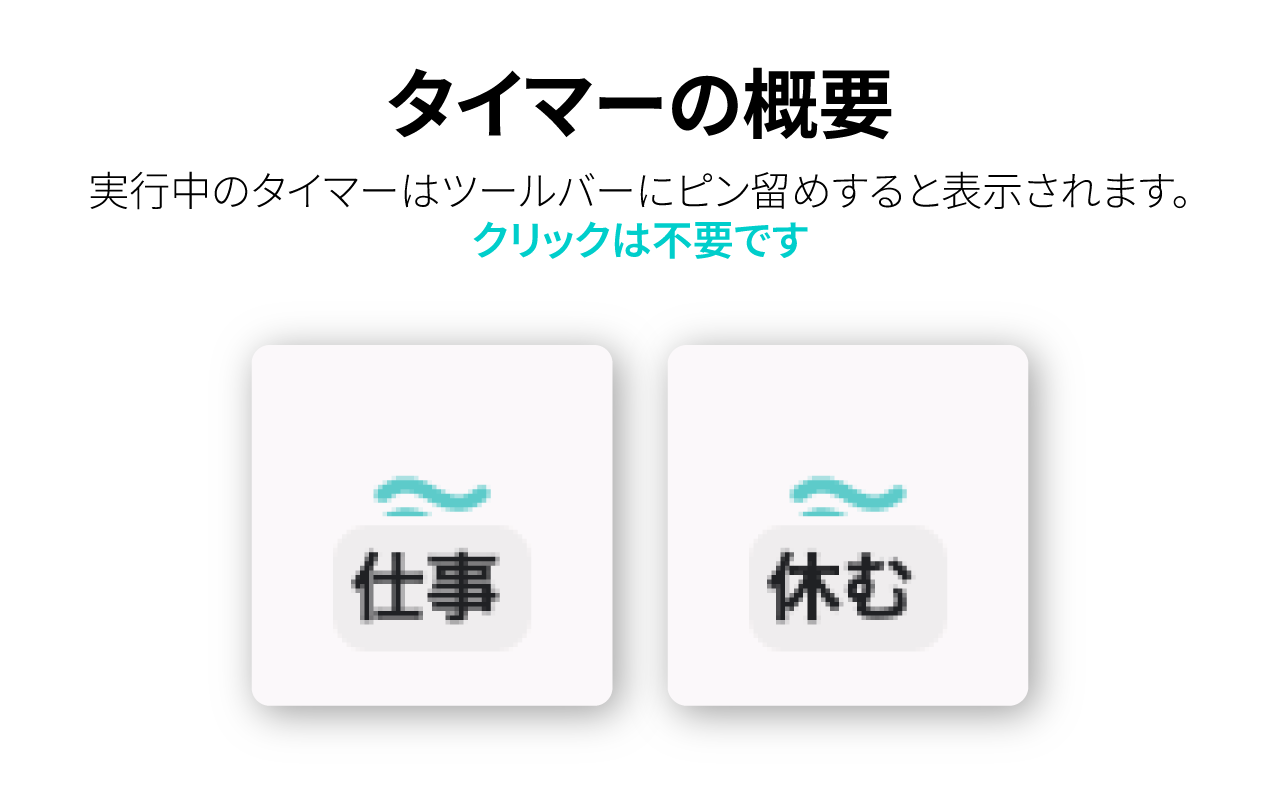 タイマーの概要
実行中のタイマーはツールバーにピン留めすると表示されます。
クリックは不要です
仕事
休む